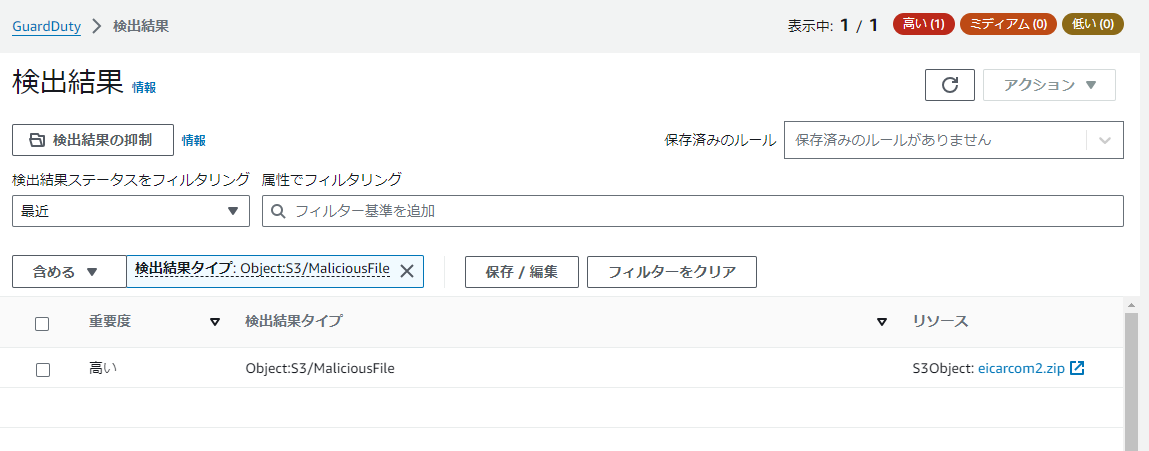 GuardDuty 検出結果
表示中: 1 / 1 高い (1) ミディアム (0) 低い (0)
検出結果 情報
アクション
検出結果の抑制 情報
保存済みのルール 保存済みのルールがありません
検出結果ステータスをフィルタリング 属性でフィルタリング
最近 フィルター基準を追加
含める 検出結果タイプ: Object:S3/MaliciousFile 保存 / 編集 フィルターをクリア
重要度 検出結果タイプ リソース
高い Object:S3/MaliciousFile S3Object: eicarcom2.zip